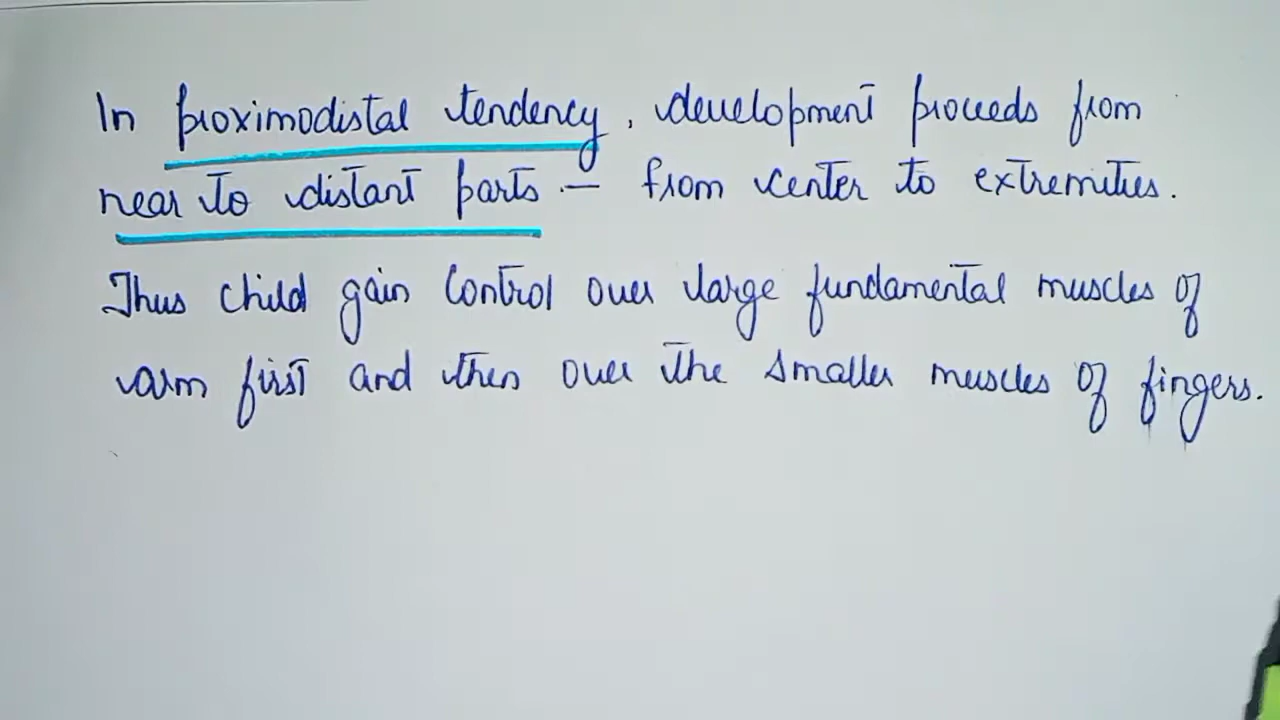 In proximodistal tendency, development proceeds from
near to distant parts — from center to extremities.
Thus child gain control over large fundamental muscles of
arm first and then over the smaller muscles of fingers.